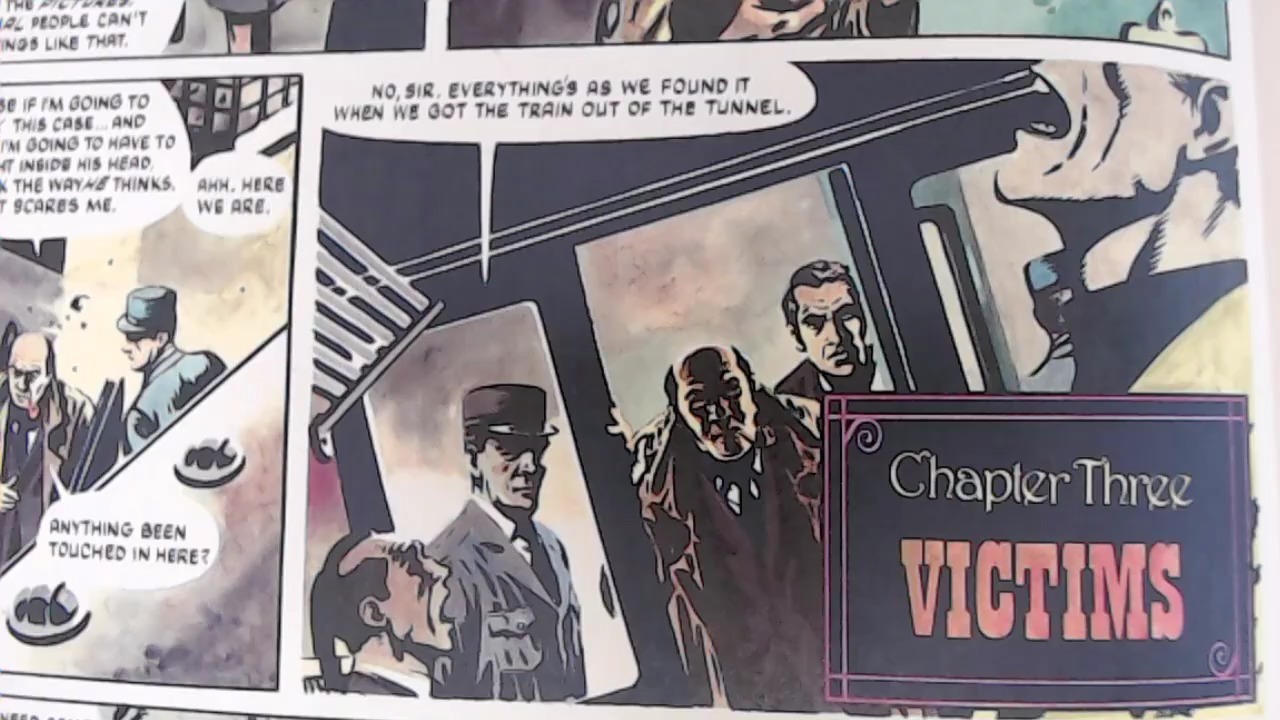 THE PICTURES.
PEOPLE CAN'T
LIKE THAT.
IF I'M GOING TO
THIS CASE... AND
I'M GOING TO HAVE TO
INSIDE HIS HEAD.
THE WAY HE THINKS.
SCARES ME.
AHH. HERE
WE ARE.
ANYTHING BEEN
TOUCHED IN HERE?
NO, SIR. EVERYTHING'S AS WE FOUND IT
WHEN WE GOT THE TRAIN OUT OF THE TUNNEL.
Chapter Three
VICTIMS